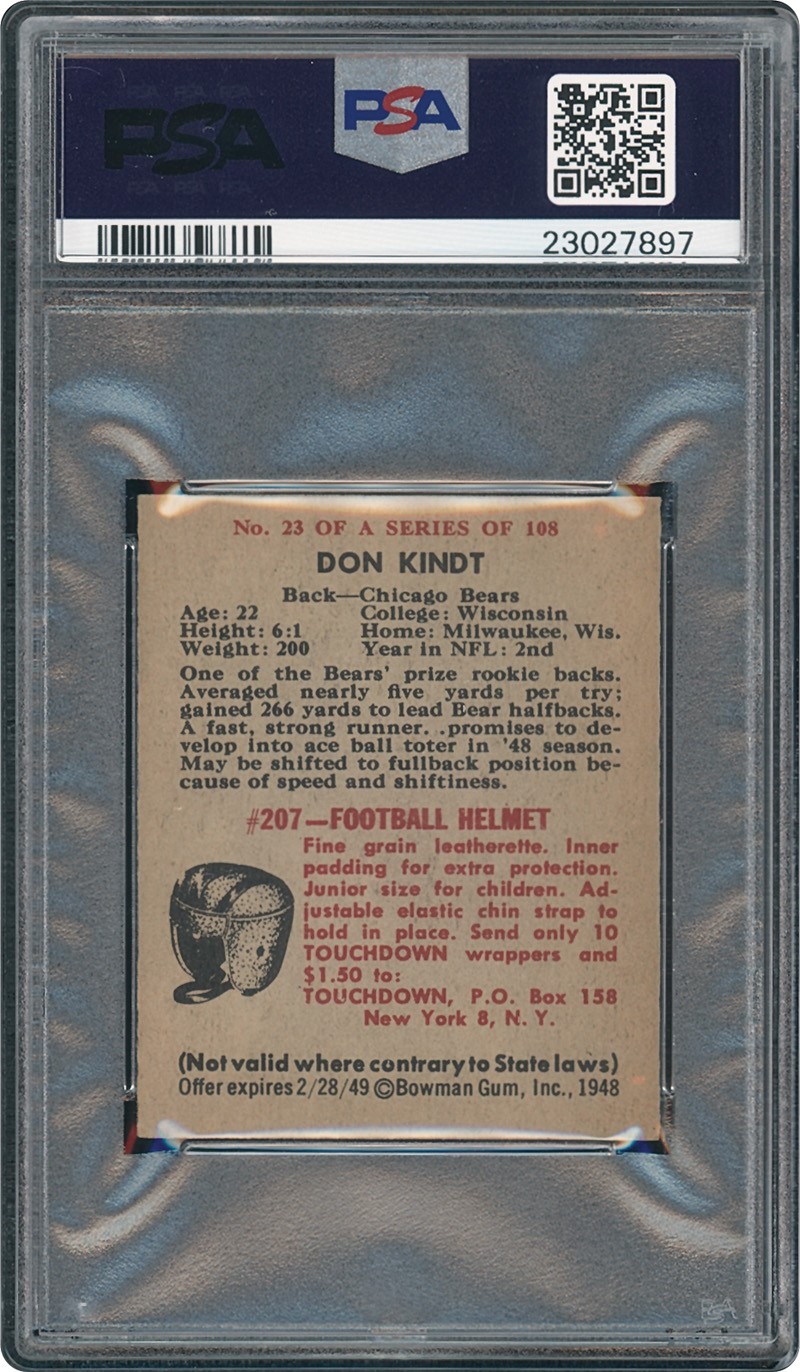 PSA
PSA
23027897
No. 23 OF A SERIES OF 108
DON KINDT
Back—Chicago Bears
Age: 22 College: Wisconsin
Height: 6:1 Home: Milwaukee, Wis.
Weight: 200 Year in NFL: 2nd
One of the Bears' prize rookie backs.
Averaged nearly five yards per try;
gained 266 yards to lead Bear halfbacks.
A fast, strong runner. .promises to de-
velop into ace ball toter in '48 season.
May be shifted to fullback position be-
cause of speed and shiftiness.
#207—FOOTBALL HELMET
Fine grain leatherette. Inner
padding for extra protection.
Junior size for children. Ad-
justable elastic chin strap to
hold in place. Send only 10
TOUCHDOWN wrappers and
$1.50 to:
TOUCHDOWN, P.O. Box 158
New York 8, N. Y.
(Not valid where contrary to State laws)
Offer expires 2/28/49 ©Bowman Gum, Inc., 1948
PSA